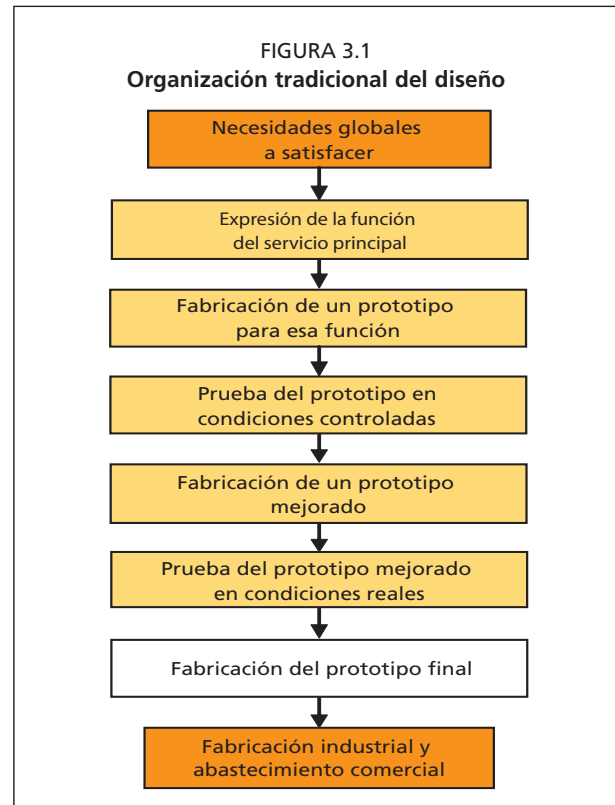 FIGURA 3.1
Organización tradicional del diseño
Necesidades globales
a satisfacer
Expresión de la función
del servicio principal
Fabricación de un prototipo
para esa función
Prueba del prototipo en
condiciones controladas
Fabricación de un prototipo
mejorado
Prueba del prototipo mejorado
en condiciones reales
Fabricación del prototipo final
Fabricación industrial y
abastecimiento comercial